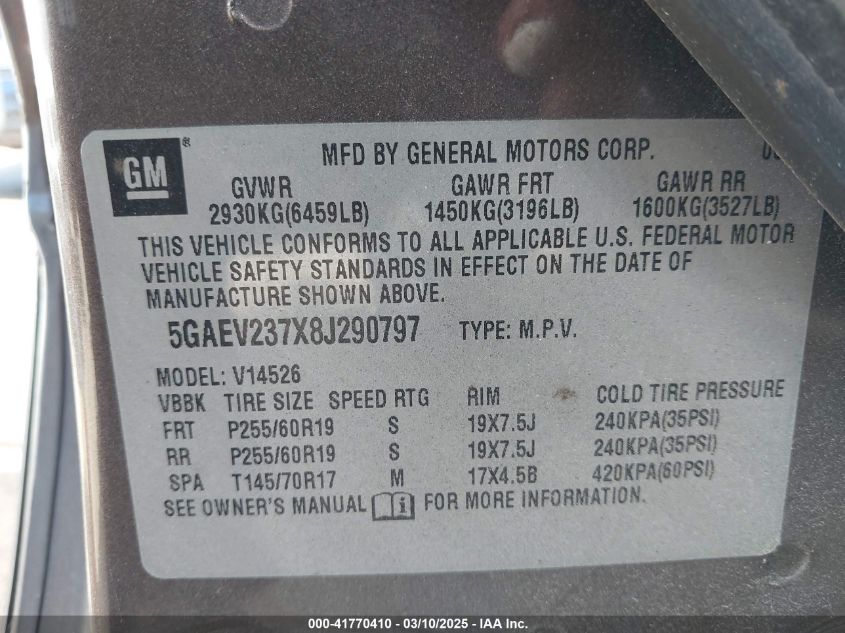 GM ® MFD BY GENERAL MOTORS CORP.
GVWR GAWR FRT GAWR RR
2930KG(6459LB) 1450KG(3196LB) 1600KG(3527LB)
THIS VEHICLE CONFORMS TO ALL APPLICABLE U.S. FEDERAL MOTOR
VEHICLE SAFETY STANDARDS IN EFFECT ON THE DATE OF
MANUFACTURE SHOWN ABOVE.
5GAEV237X8J290797 TYPE: M.P.V.
MODEL: V14526
VBBK TIRE SIZE SPEED RTG RIM COLD TIRE PRESSURE
FRT P255/60R19 S 19X7.5J 240KPA(35PSI)
RR P255/60R19 S 19X7.5J 240KPA(35PSI)
SPA T145/70R17 M 17X4.5B 420KPA(60PSI)
SEE OWNER'S MANUAL i FOR MORE INFORMATION.
000-41770410 - 03/10/2025 - IAA Inc.